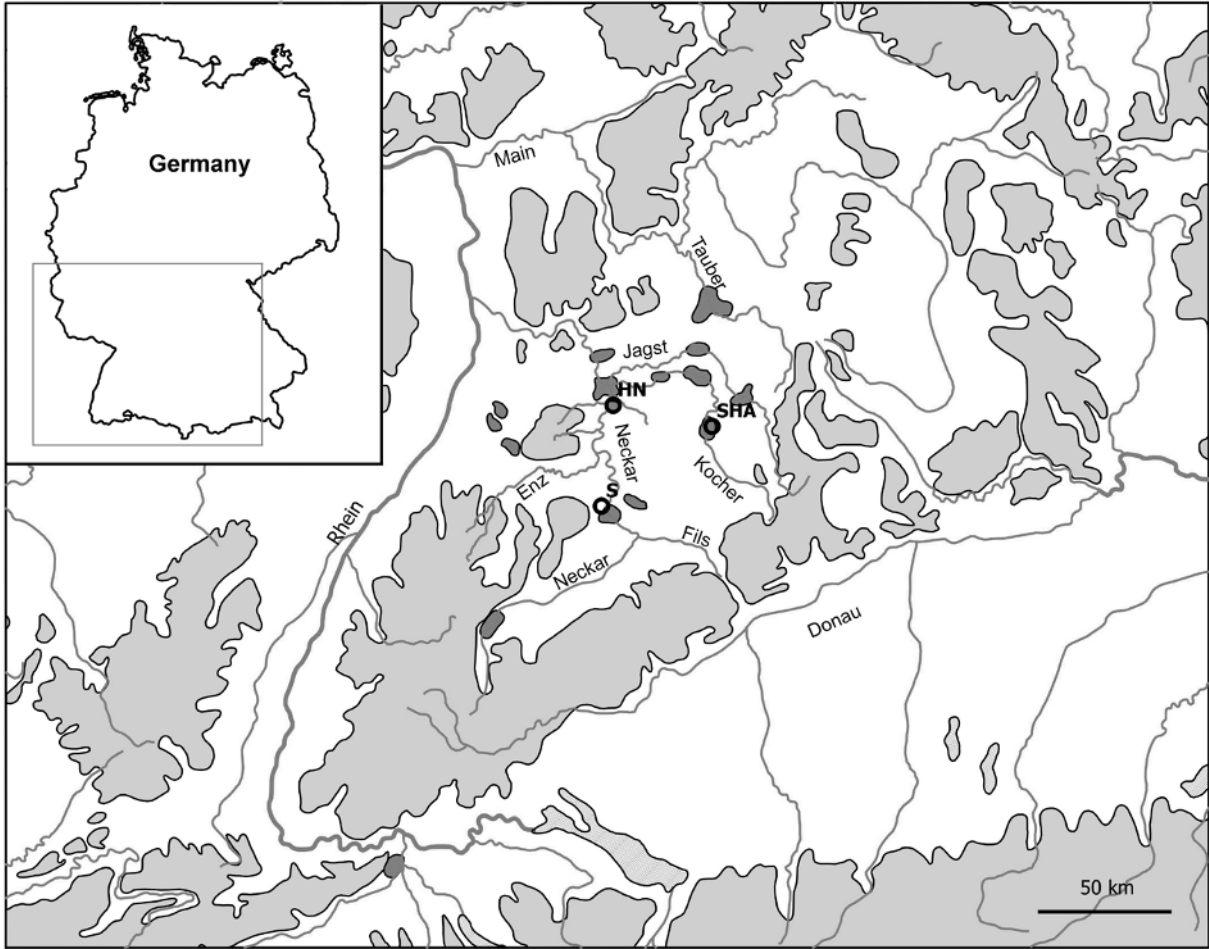 Germany
Main
Tauber
Jagst
HN
SHA
Neckar
Kocher
Enz
S
Rhein
Fils
Neckar
Donau
50 km